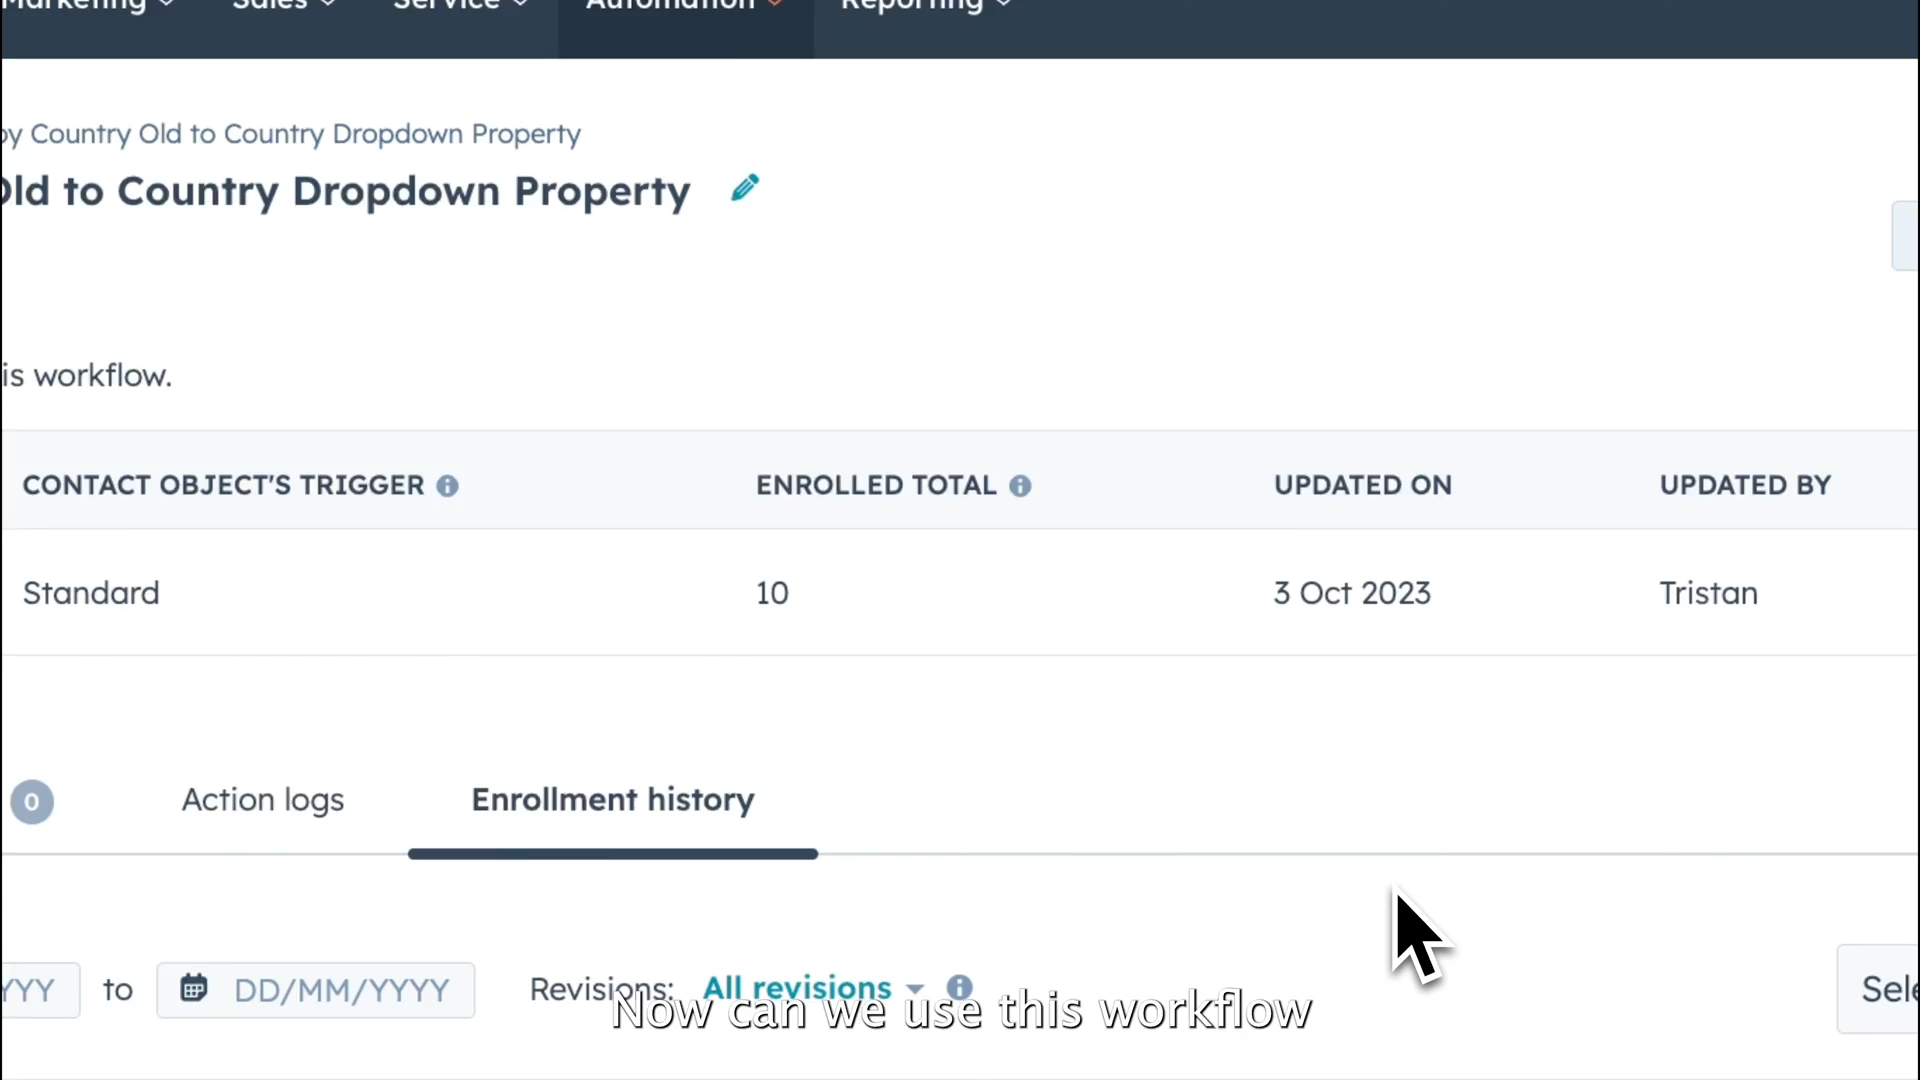 Marketing Sales Service Automation Reporting
by Country Old to Country Dropdown Property
Old to Country Dropdown Property
is workflow.
CONTACT OBJECT'S TRIGGER ENROLLED TOTAL UPDATED ON UPDATED BY
Standard 10 3 Oct 2023 Tristan
0 Action logs Enrollment history
YYY to DD/MM/YYYY Revisions: All revisions Sele
Now can we use this workflow